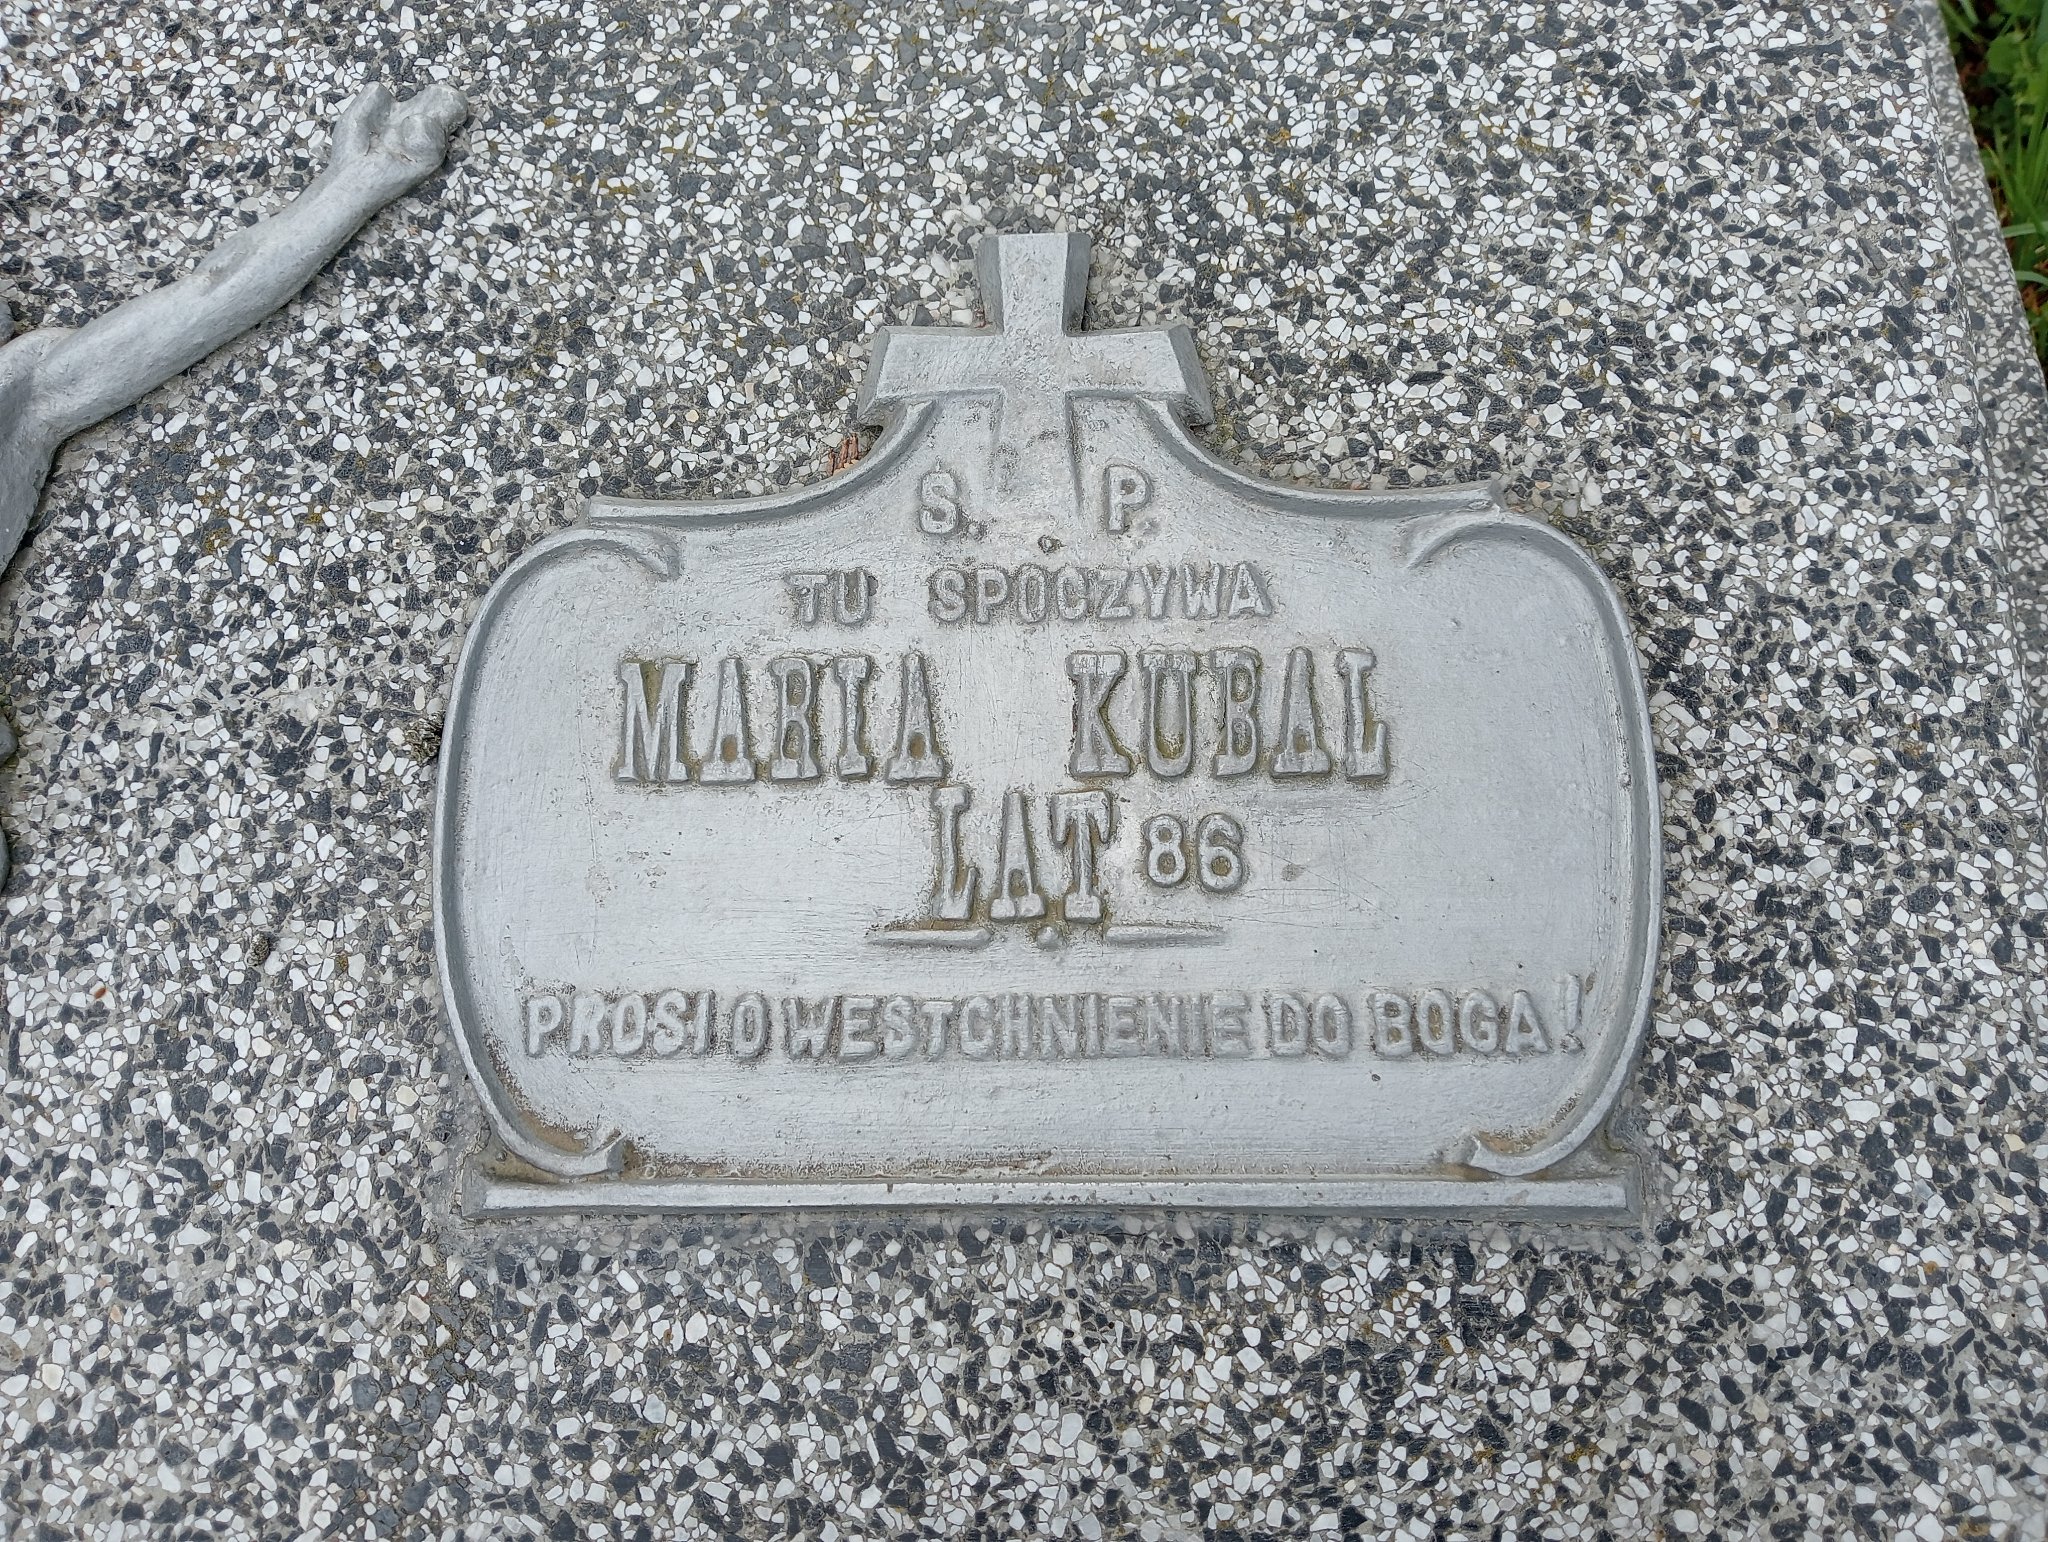 Ś. P.
TU SPOCZYWA
MARIA KUBAL
LAT 86
PROSI O WESTCHNIENIE DO BOGA!